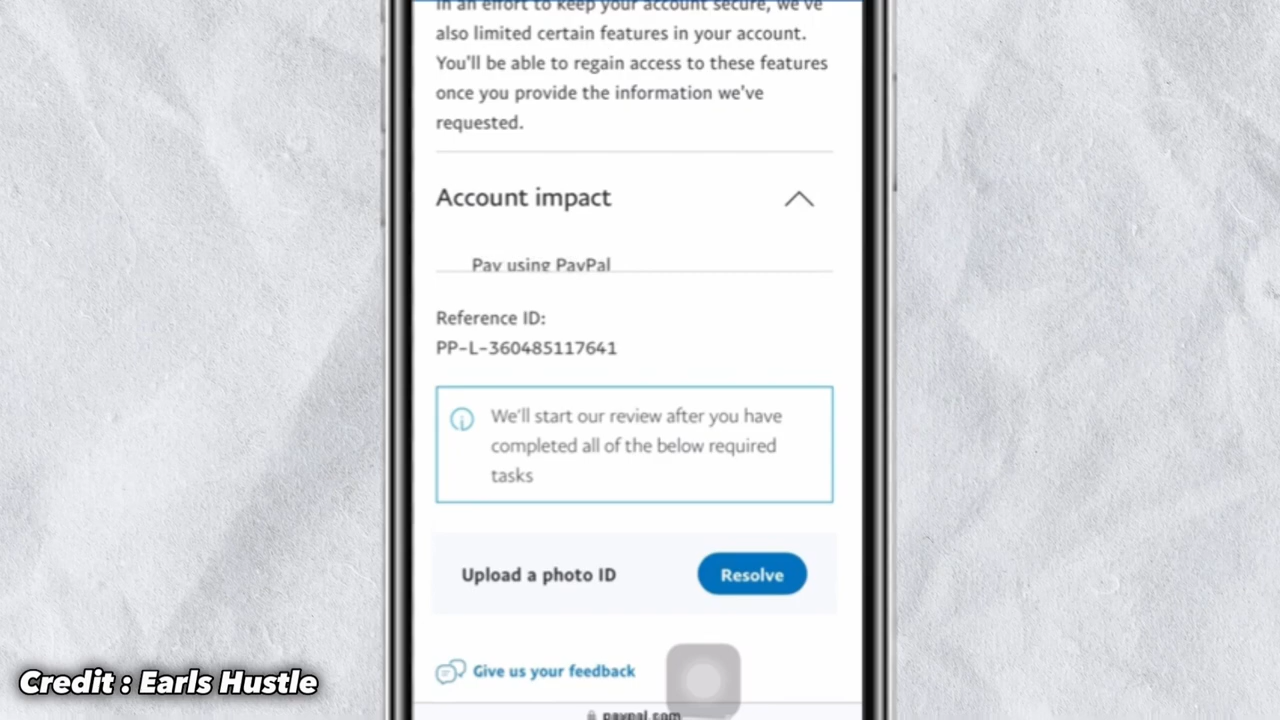 In an effort to keep your account secure, we've
also limited certain features in your account.
You'll be able to regain access to these features
once you provide the information we've
requested.
Account impact
Pay using PayPal
Reference ID:
PP-L-360485117641
We'll start our review after you have
completed all of the below required
tasks
Upload a photo ID
Resolve
Give us your feedback
Credit : Earls Hustle
paypal.com